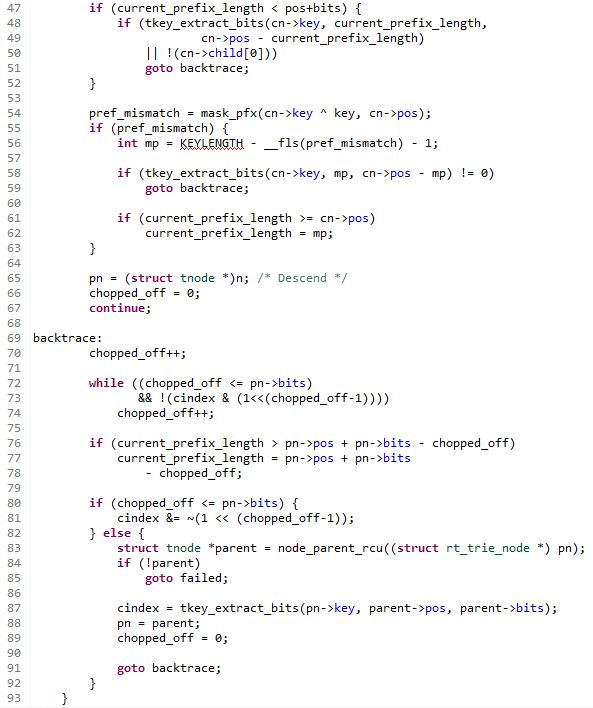 47 if (current_prefix_length < pos+bits) {
48 if (tkey_extract_bits(cn->key, current_prefix_length,
49 cn->pos - current_prefix_length)
50 || !(cn->child[0]))
51 goto backtrace;
52 }
53
54 pref_mismatch = mask_pfx(cn->key ^ key, cn->pos);
55 if (pref_mismatch) {
56 int mp = KEYLENGTH - __fls(pref_mismatch) - 1;
57
58 if (tkey_extract_bits(cn->key, mp, cn->pos - mp) != 0)
59 goto backtrace;
60
61 if (current_prefix_length >= cn->pos)
62 current_prefix_length = mp;
63 }
64
65 pn = (struct tnode *)n; /* Descend */
66 chopped_off = 0;
67 continue;
68
69 backtrace:
70 chopped_off++;
71
72 while ((chopped_off <= pn->bits)
73 && !(cindex & (1<<(chopped_off-1))))
74 chopped_off++;
75
76 if (current_prefix_length > pn->pos + pn->bits - chopped_off)
77 current_prefix_length = pn->pos + pn->bits
78 - chopped_off;
79
80 if (chopped_off <= pn->bits) {
81 cindex &= ~(1 << (chopped_off-1));
82 } else {
83 struct tnode *parent = node_parent_rcu((struct rt_trie_node *) pn);
84 if (!parent)
85 goto failed;
86
87 cindex = tkey_extract_bits(pn->key, parent->pos, parent->bits);
88 pn = parent;
89 chopped_off = 0;
90
91 goto backtrace;
92 }
93 }